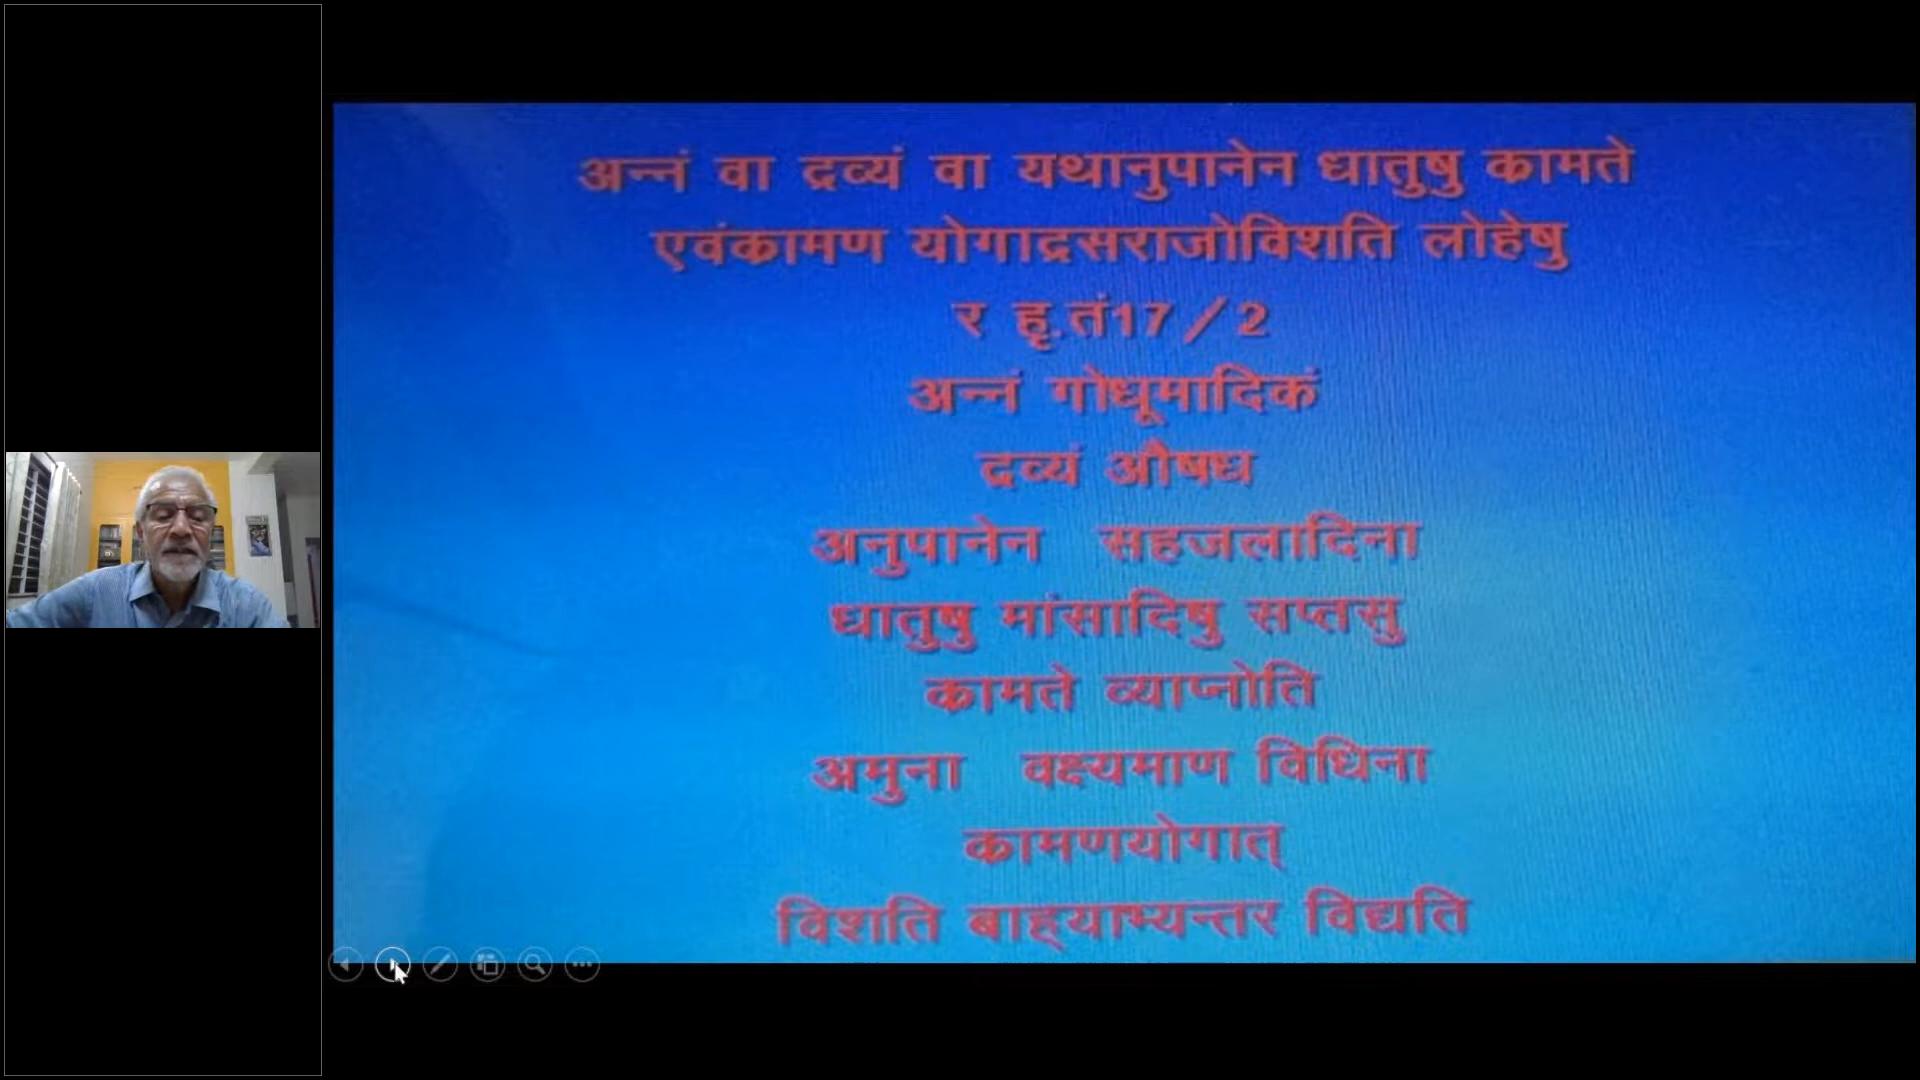 अन्नं वा द्रव्यं वा यथानुपानेन धातुषु क्रामते
एवंक्रामण योगाद्रसराजोविशति लोहेषु
र हृ.तं17/2
अन्नं गोधूमादिकं
द्रव्यं औषध
अनुपानेन सहजलादिना
धातुषु मांसादिषु सप्तसु
क्रामते व्याप्नोति
अमुना वक्ष्यमाण विधिना
क्रामणयोगात्
विशति बाह्याभ्यन्तर विद्यति